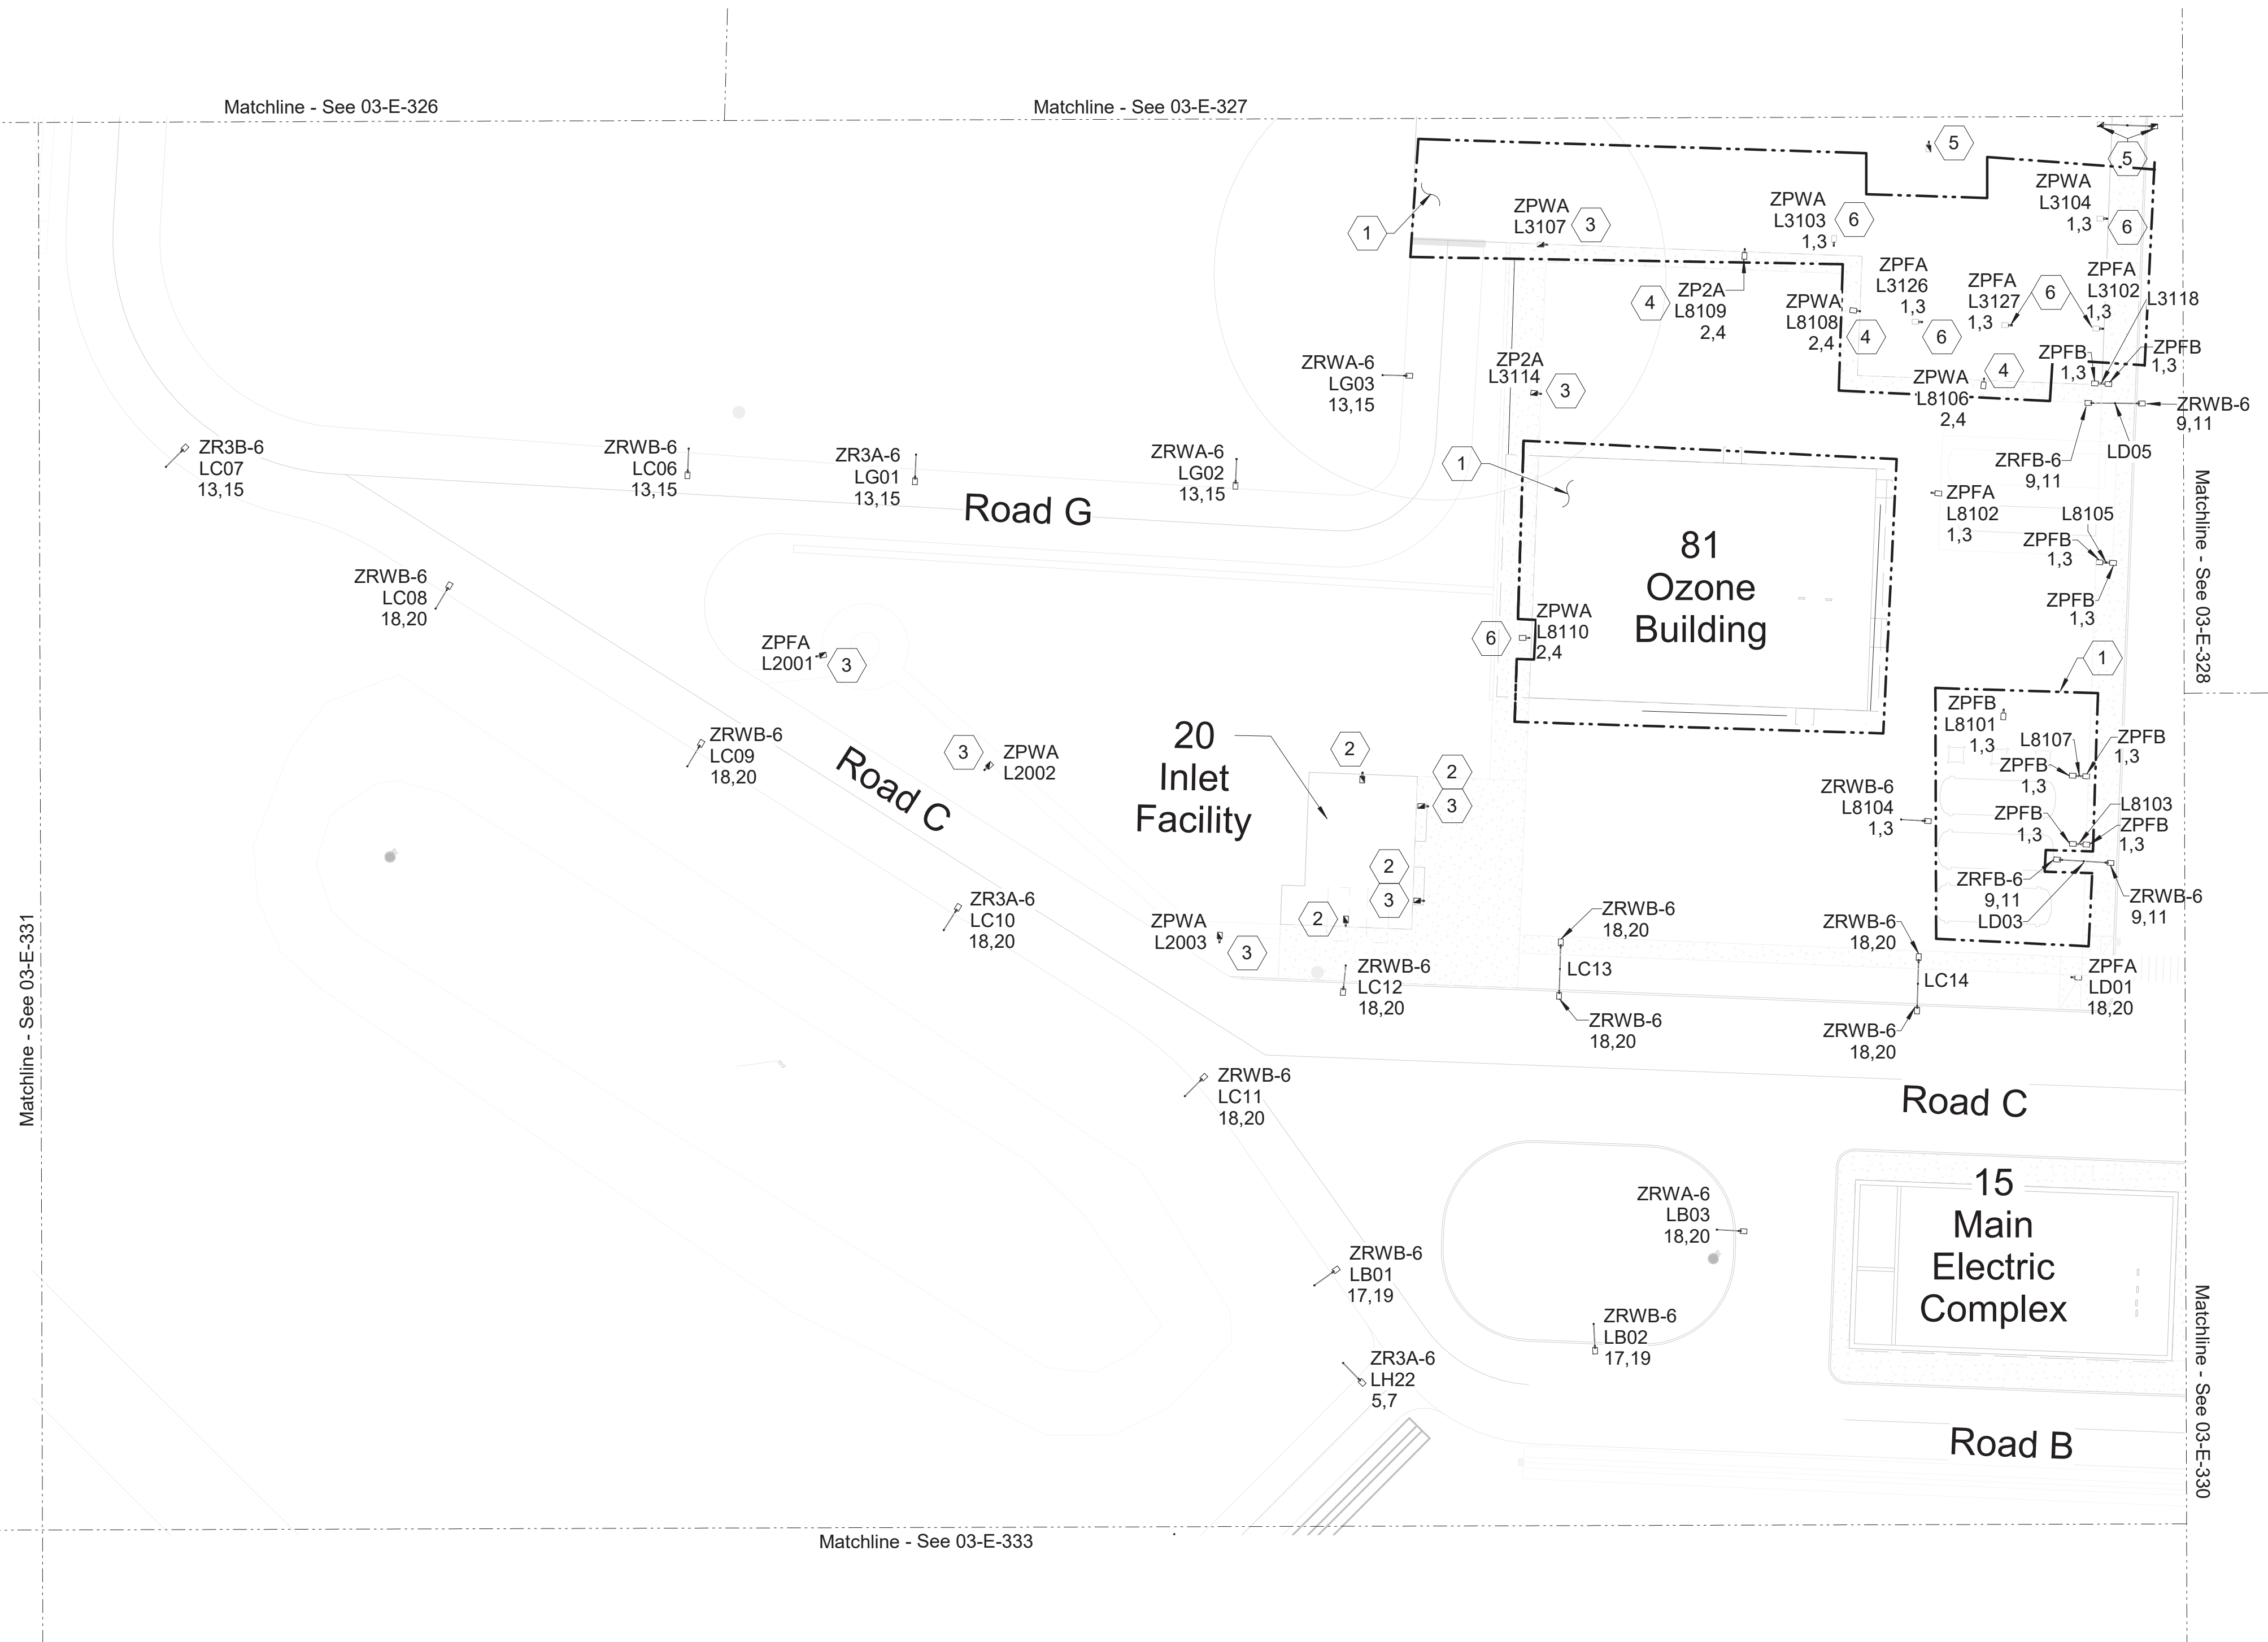 Matchline - See 03-E-326
Matchline - See 03-E-327
5
5
ZPWA
L3104
1,3
6
ZPWA
L3103
1,3
6
ZPWA
L3107
3
1
ZPFA
L3126
1,3
6
ZPFA
L3127
1,3
6
ZPFA
L3102
1,3
L3118
4
ZP2A
L8109
2,4
ZPWA
L8108
2,4
4
ZPFB
1,3
ZPFB
1,3
ZRWA-6
LG03
13,15
ZP2A
L3114
3
ZPWA
L8106
2,4
4
ZRWB-6
9,11
LD05
ZRFB-6
9,11
ZR3B-6
LC07
13,15
ZRWB-6
LC06
13,15
ZR3A-6
LG01
13,15
ZRWA-6
LG02
13,15
Road G
1
ZPFA
L8102
1,3
L8105
ZPFB
1,3
ZPFB
1,3
Matchline - See 03-E-328
81
Ozone
Building
ZRWB-6
LC08
18,20
ZPFA
L2001
3
6
ZPWA
L8110
2,4
1
ZPFB
L8101
1,3
L8107
ZPFB
1,3
ZPFB
1,3
ZRWB-6
LC09
18,20
3
ZPWA
L2002
Road C
20
Inlet
Facility
2
2
3
2
3
2
ZRWB-6
L8104
1,3
L8103
ZPFB
1,3
ZPFB
1,3
ZRFB-6
9,11
LD03
ZRWB-6
9,11
ZR3A-6
LC10
18,20
ZPWA
L2003
3
ZRWB-6
18,20
LC13
ZRWB-6
18,20
ZRWB-6
18,20
LC14
ZRWB-6
18,20
ZRWB-6
LC12
18,20
ZPFA
LD01
18,20
Matchline - See 03-E-331
ZRWB-6
LC11
18,20
Road C
ZRWA-6
LB03
18,20
15
Main
Electric
Complex
ZRWB-6
LB01
17,19
ZRWB-6
LB02
17,19
ZR3A-6
LH22
5,7
Road B
Matchline - See 03-E-330
Matchline - See 03-E-333